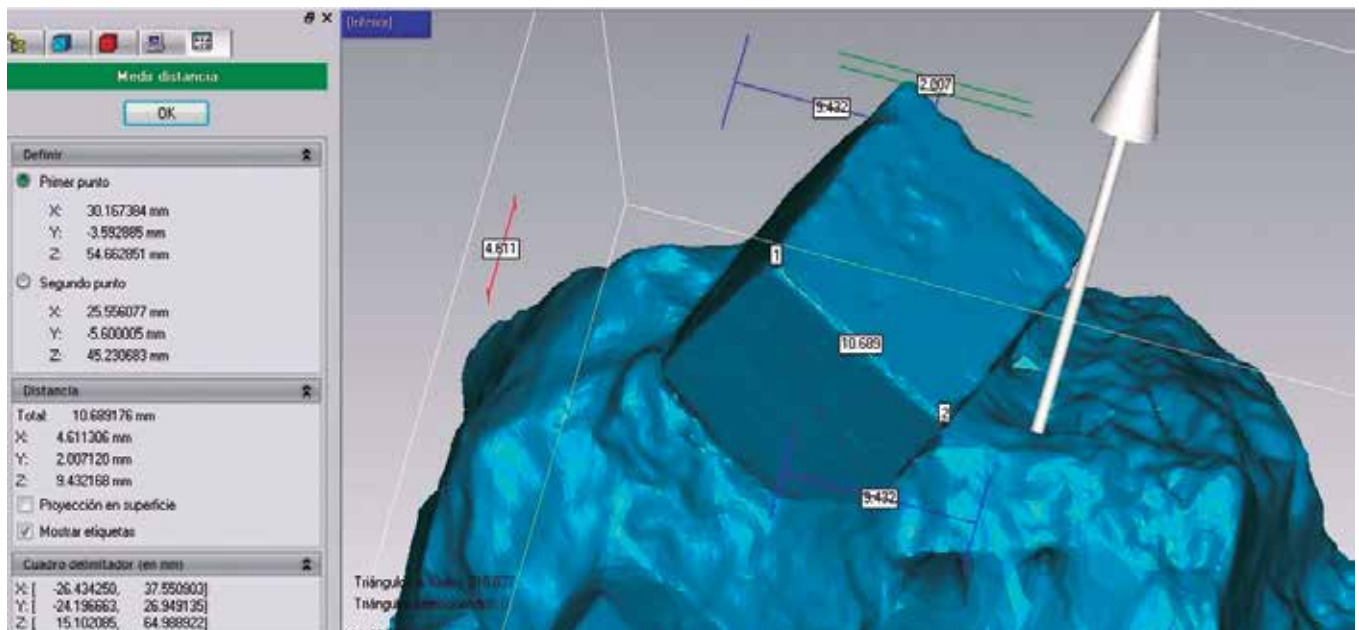 Medir distancia
OK
Definir
Primer punto
X: 30.167384 mm
Y: -3.592885 mm
Z: 54.662851 mm
Segundo punto
X: 25.556077 mm
Y: -5.600005 mm
Z: 45.230683 mm
Distancia
Total: 10.689176 mm
X: 4.611306 mm
Y: 2.007120 mm
Z: 9.432168 mm
Proyección en superficie
Mostrar etiquetas
Cuadro delimitador (en mm)
X: [ -26.434250, 37.550903]
Y: [ -24.196663, 26.949135]
Z: [ 15.102085, 64.988922]
2.007
9.432
4.611
1
10.689
2
9.432